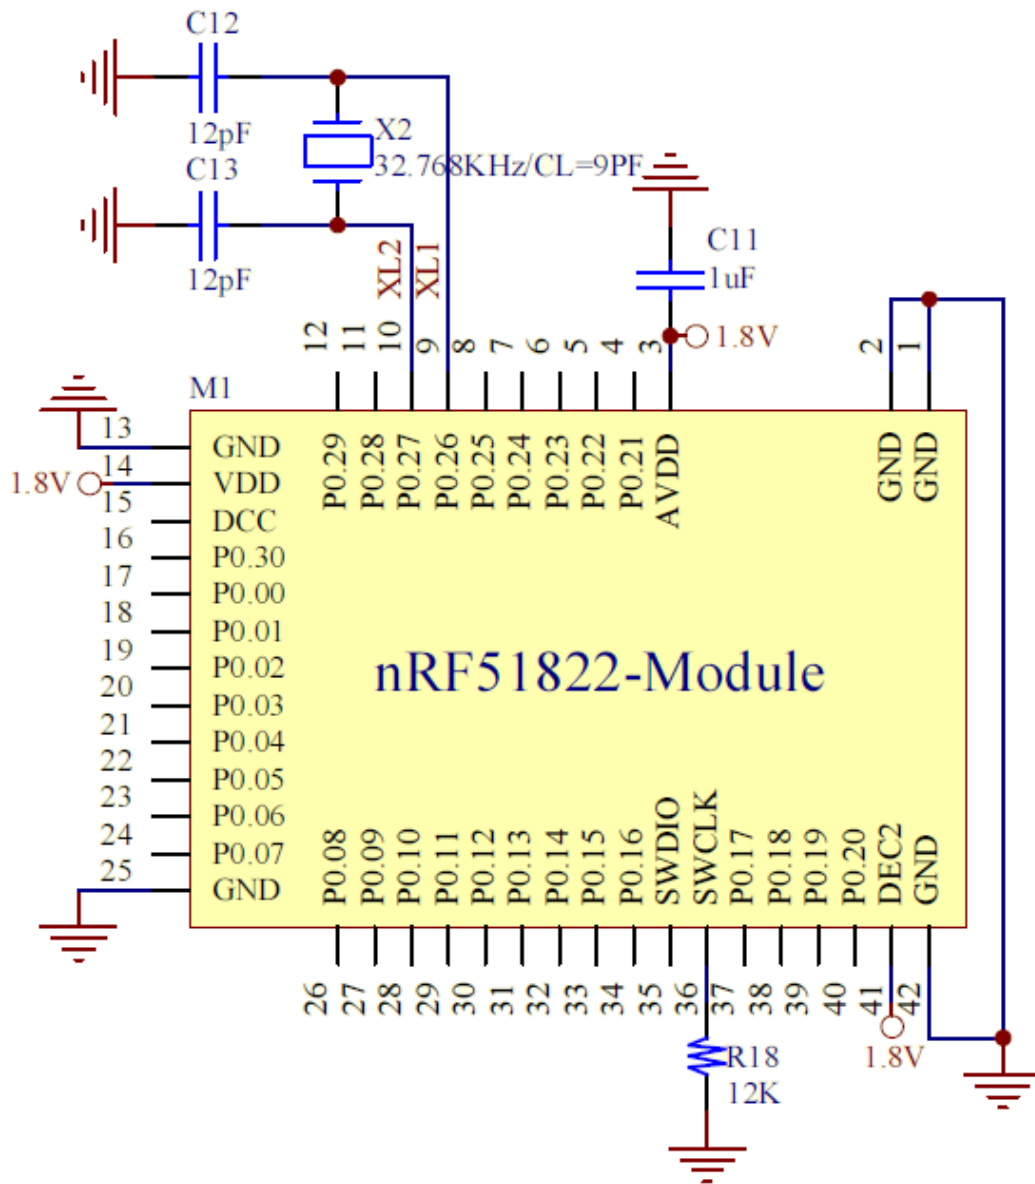 C12
12pF
X2
32.768KHz/CL=9PF
C13
12pF
XL2
XL1
C11
1uF
1.8V
12
11
10
9
8
7
6
5
4
3
2
1
M1
P0.29
P0.28
P0.27
P0.26
P0.25
P0.24
P0.23
P0.22
P0.21
AVDD
GND
GND
13 GND
1.8V 14 VDD
15 DCC
16 P0.30
17 P0.00
18 P0.01
19 P0.02
20 P0.03
21 P0.04
22 P0.05
23 P0.06
24 P0.07
25 GND
nRF51822-Module
P0.08
P0.09
P0.10
P0.11
P0.12
P0.13
P0.14
P0.15
P0.16
SWDIO
SWCLK
P0.17
P0.18
P0.19
P0.20
DEC2
GND
26
27
28
29
30
31
32
33
34
35
36
37
38
39
40
41
42
1.8V
R18
12K